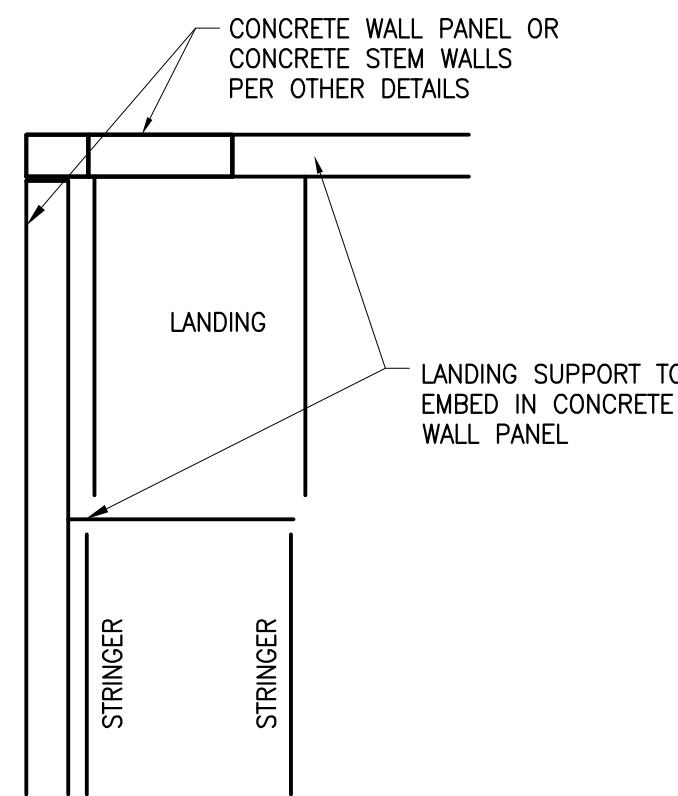 CONCRETE WALL PANEL OR
CONCRETE STEM WALLS
PER OTHER DETAILS
LANDING
LANDING SUPPORT TO
EMBED IN CONCRETE
WALL PANEL
STRINGER
STRINGER